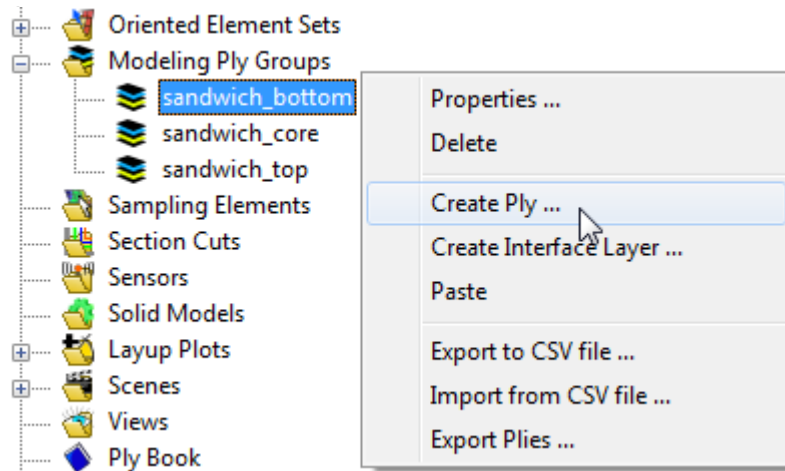 Oriented Element Sets
Modeling Ply Groups
sandwich_bottom
sandwich_core
sandwich_top
Sampling Elements
Section Cuts
Sensors
Solid Models
Layup Plots
Scenes
Views
Ply Book
Properties ...
Delete
Create Ply ...
Create Interface Layer ...
Paste
Export to CSV file ...
Import from CSV file ...
Export Plies ...